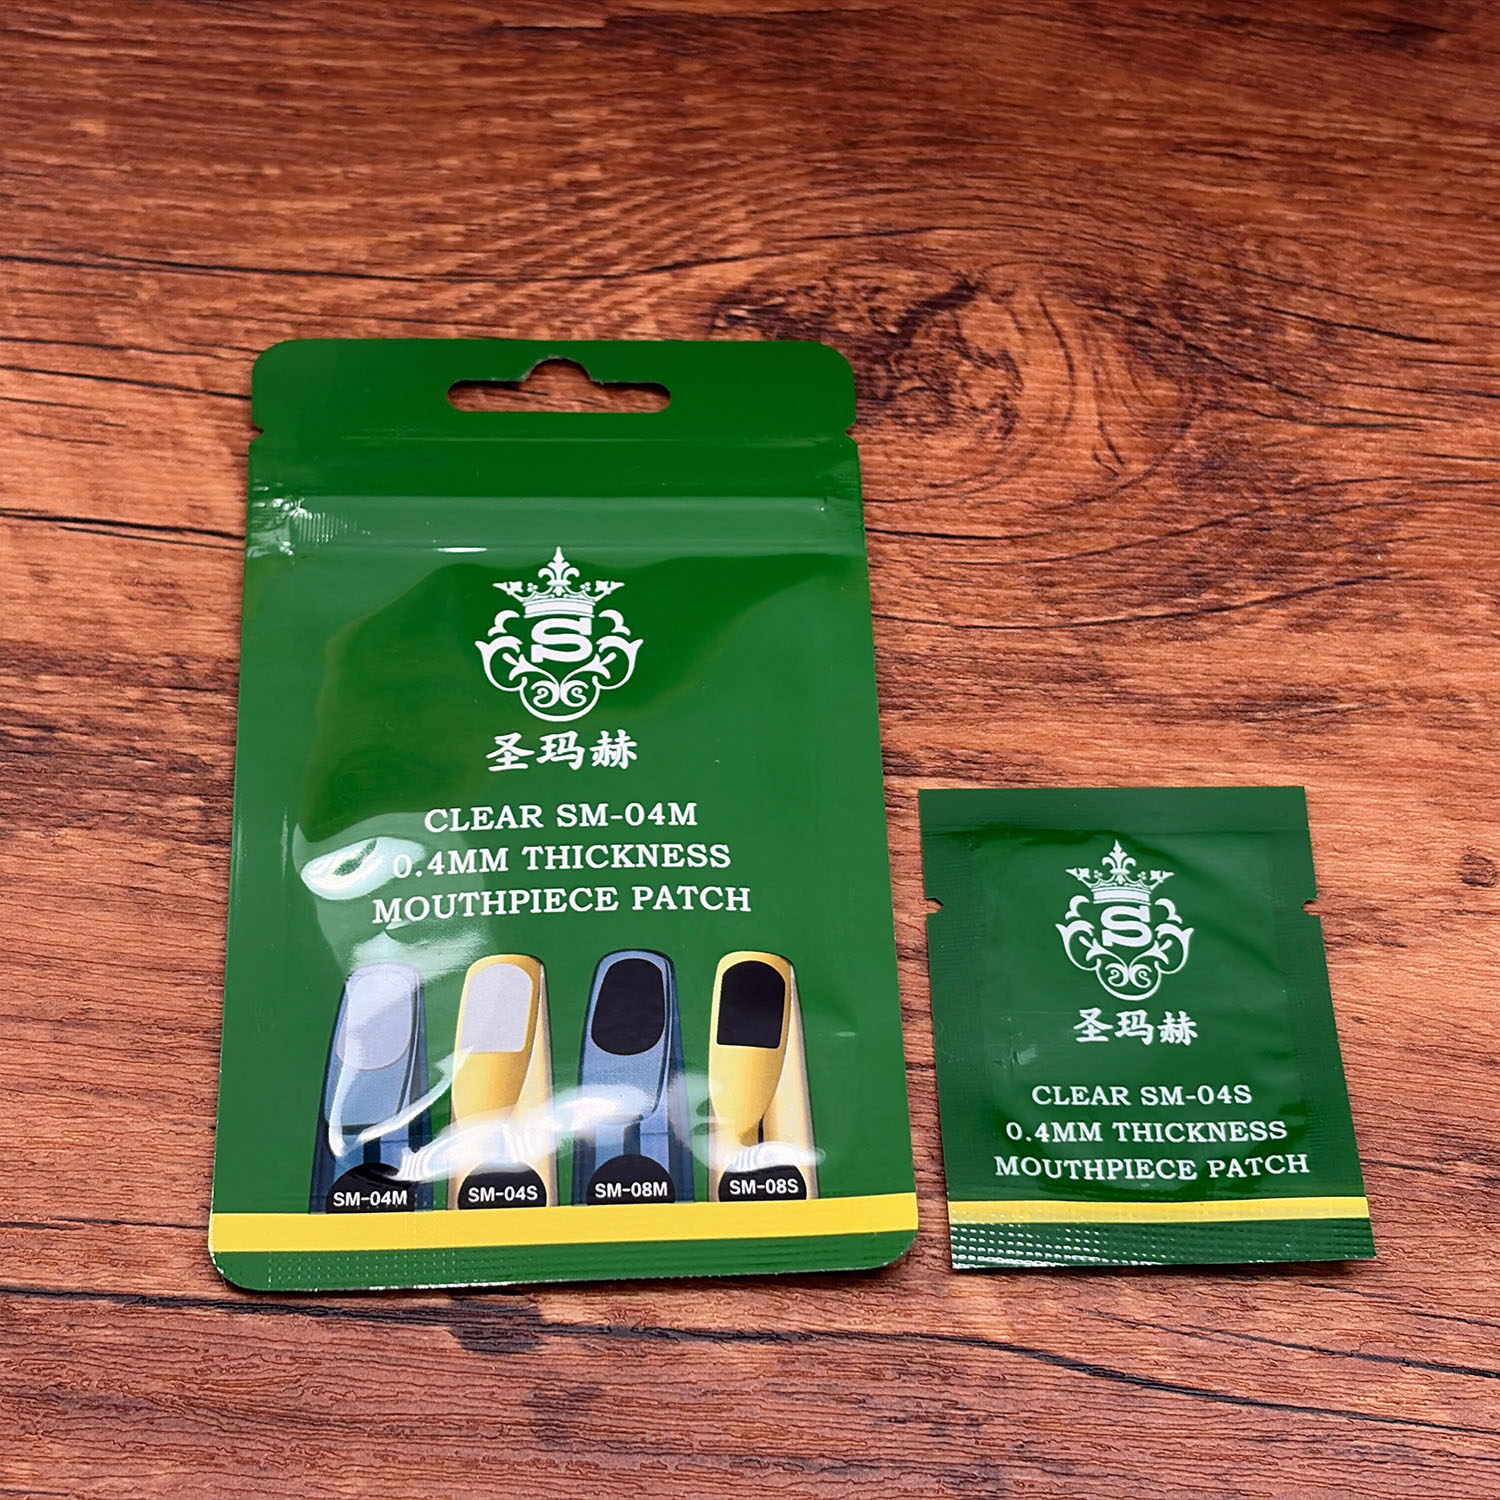 S
圣玛赫
CLEAR SM-04M
0.4MM THICKNESS
MOUTHPIECE PATCH
SM-04M
SM-04S
SM-08M
SM-08S
S
圣玛赫
CLEAR SM-04S
0.4MM THICKNESS
MOUTHPIECE PATCH